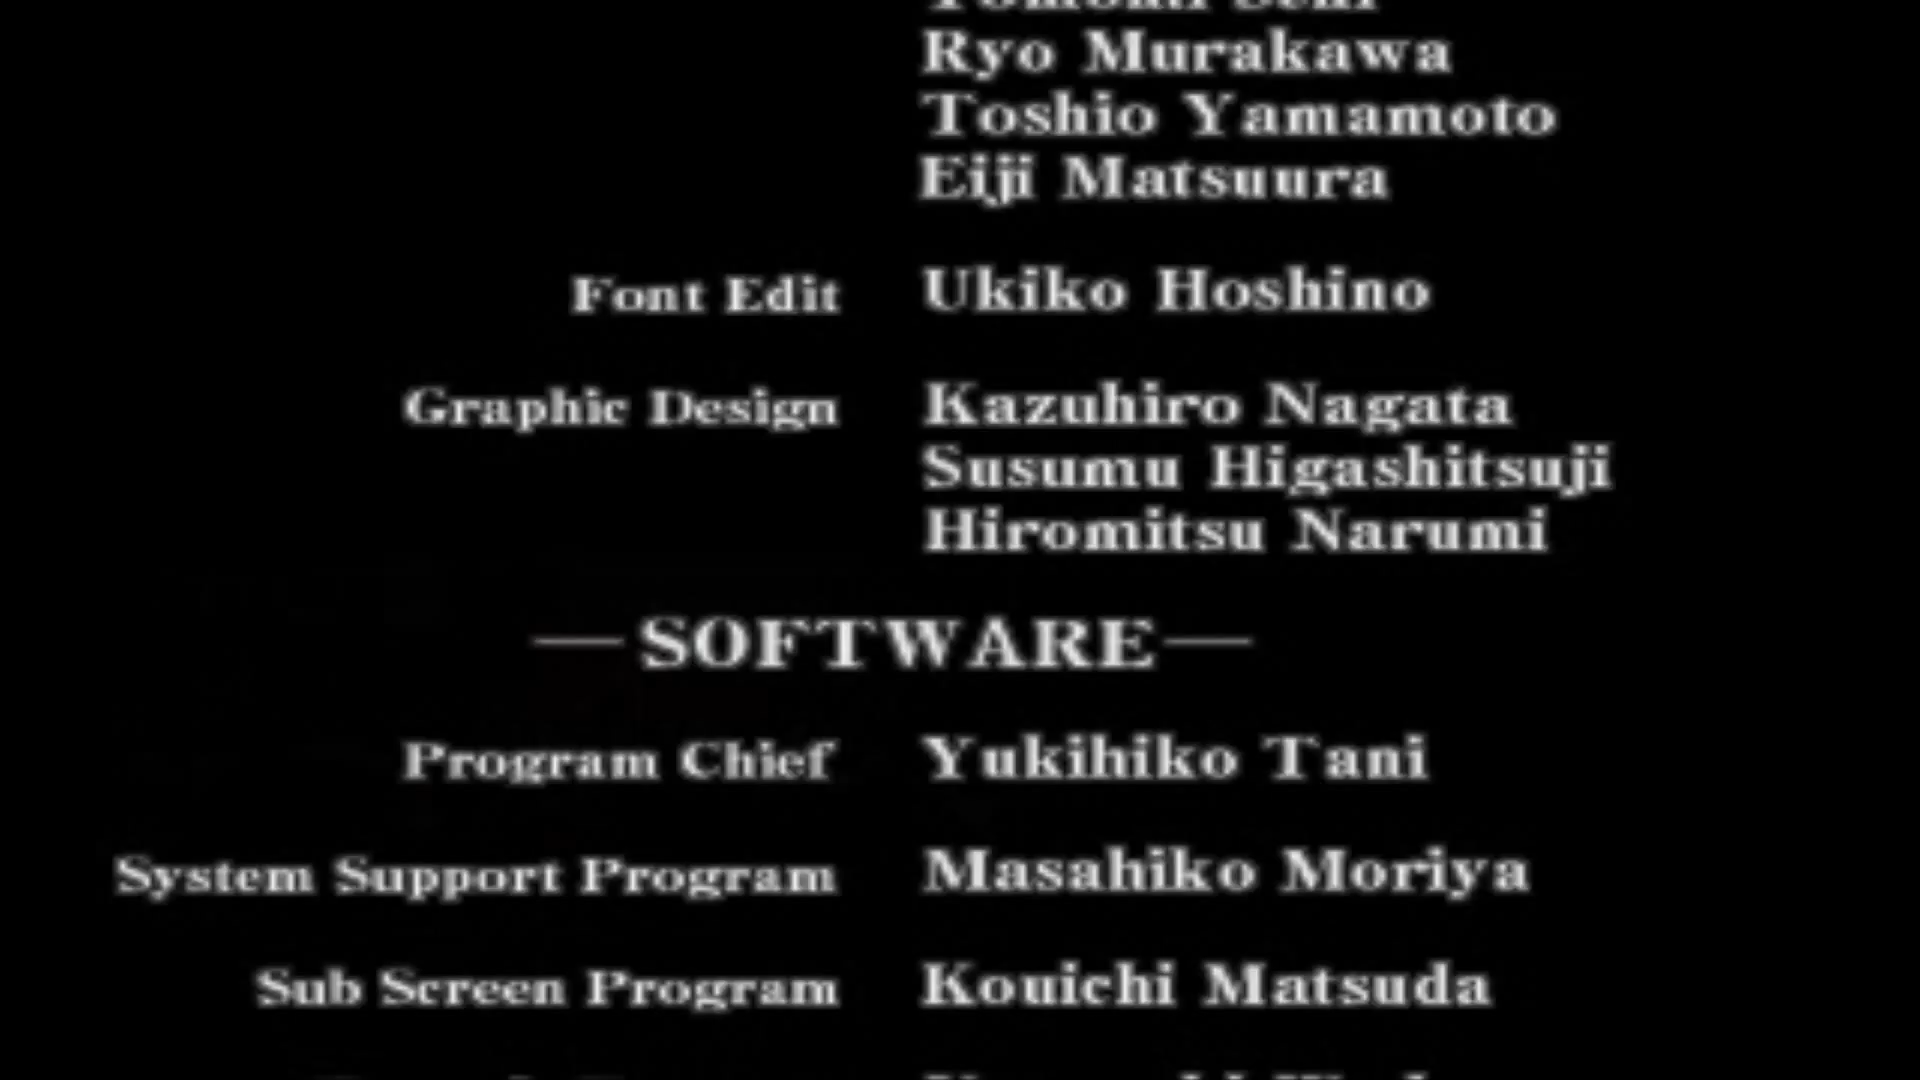 Ryo Murakawa
Toshio Yamamoto
Eiji Matsuura
Font Edit Ukiko Hoshino
Graphic Design Kazuhiro Nagata
Susumu Higashitsuji
Hiromitsu Narumi
—SOFTWARE—
Program Chief Yukihiko Tani
System Support Program Masahiko Moriya
Sub Screen Program Kouichi Matsuda